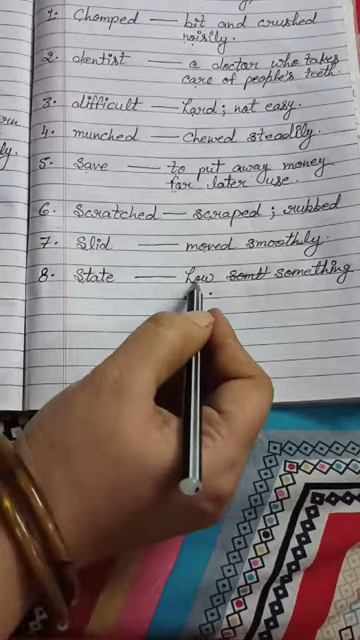 1. Chomped — bit and crushed
noisily.
2. dentist — a doctor who takes
care of people's teeth.
3. difficult — hard; not easy.
4. munched — chewed steadily.
5. Save — to put away money
for later use.
6. Scratched — scraped; rubbed
7. Slid — moved smoothly.
8. State — how something